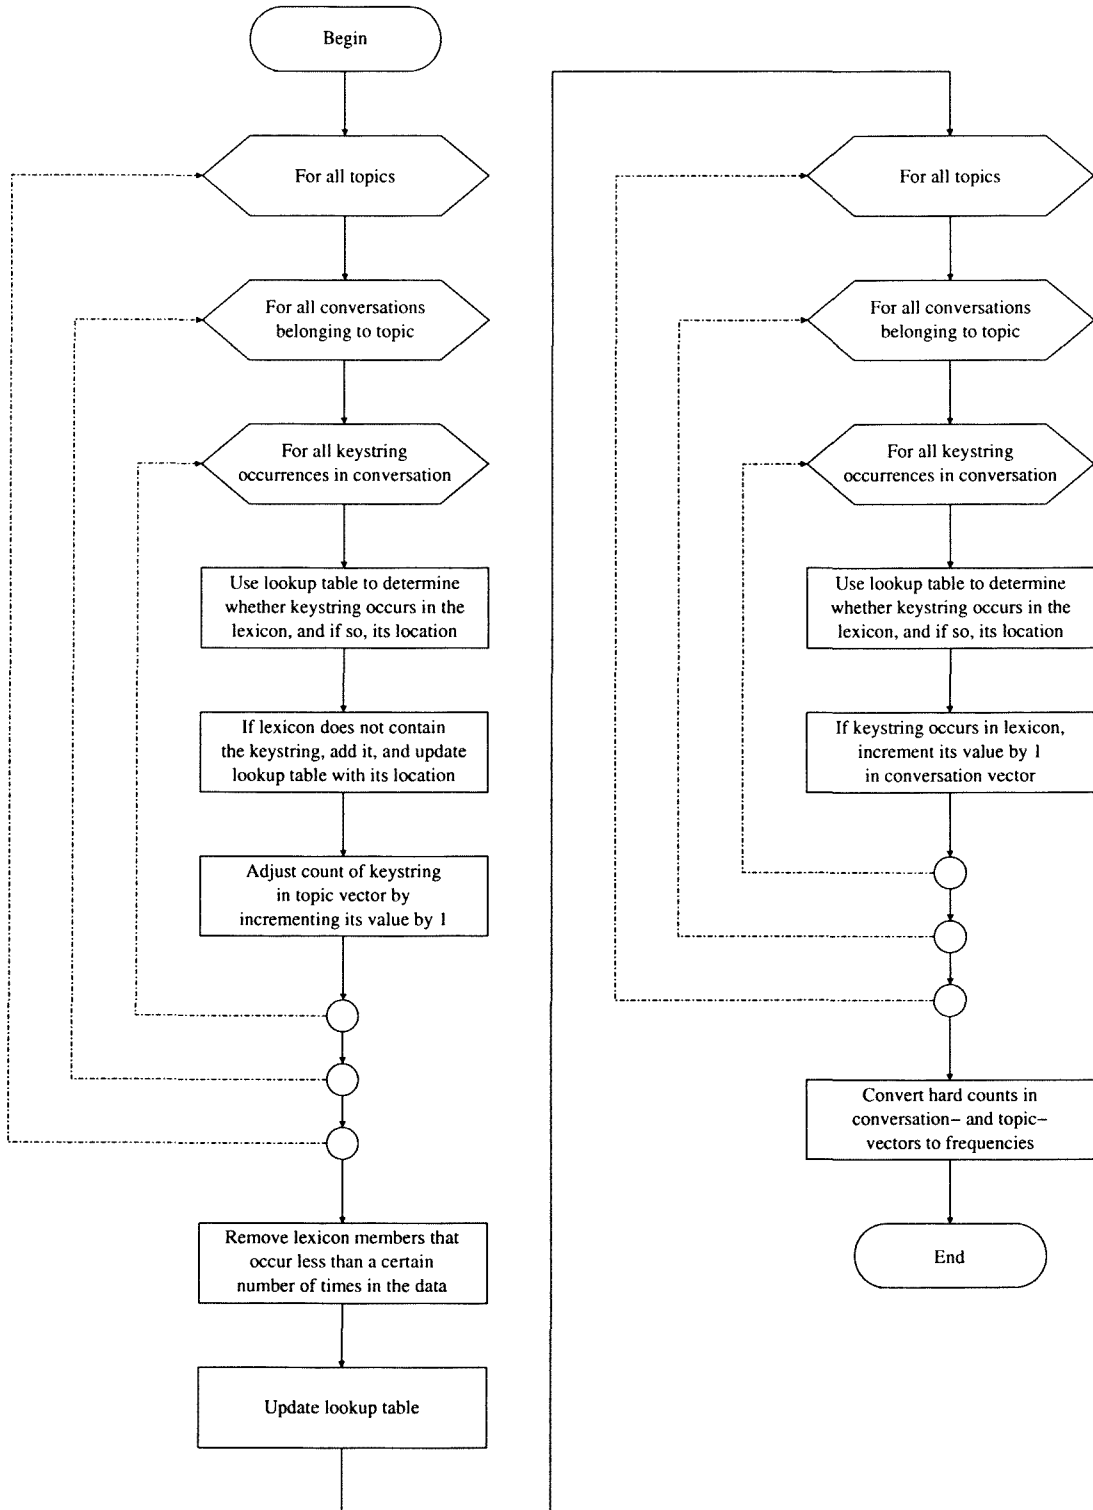 Begin
For all topics
For all conversations
belonging to topic
For all keystring
occurrences in conversation
Use lookup table to determine
whether keystring occurs in the
lexicon, and if so, its location
If lexicon does not contain
the keystring, add it, and update
lookup table with its location
Adjust count of keystring
in topic vector by
incrementing its value by 1
Remove lexicon members that
occur less than a certain
number of times in the data
Update lookup table
For all topics
For all conversations
belonging to topic
For all keystring
occurrences in conversation
Use lookup table to determine
whether keystring occurs in the
lexicon, and if so, its location
If keystring occurs in lexicon,
increment its value by 1
in conversation vector
Convert hard counts in
conversation– and topic–
vectors to frequencies
End